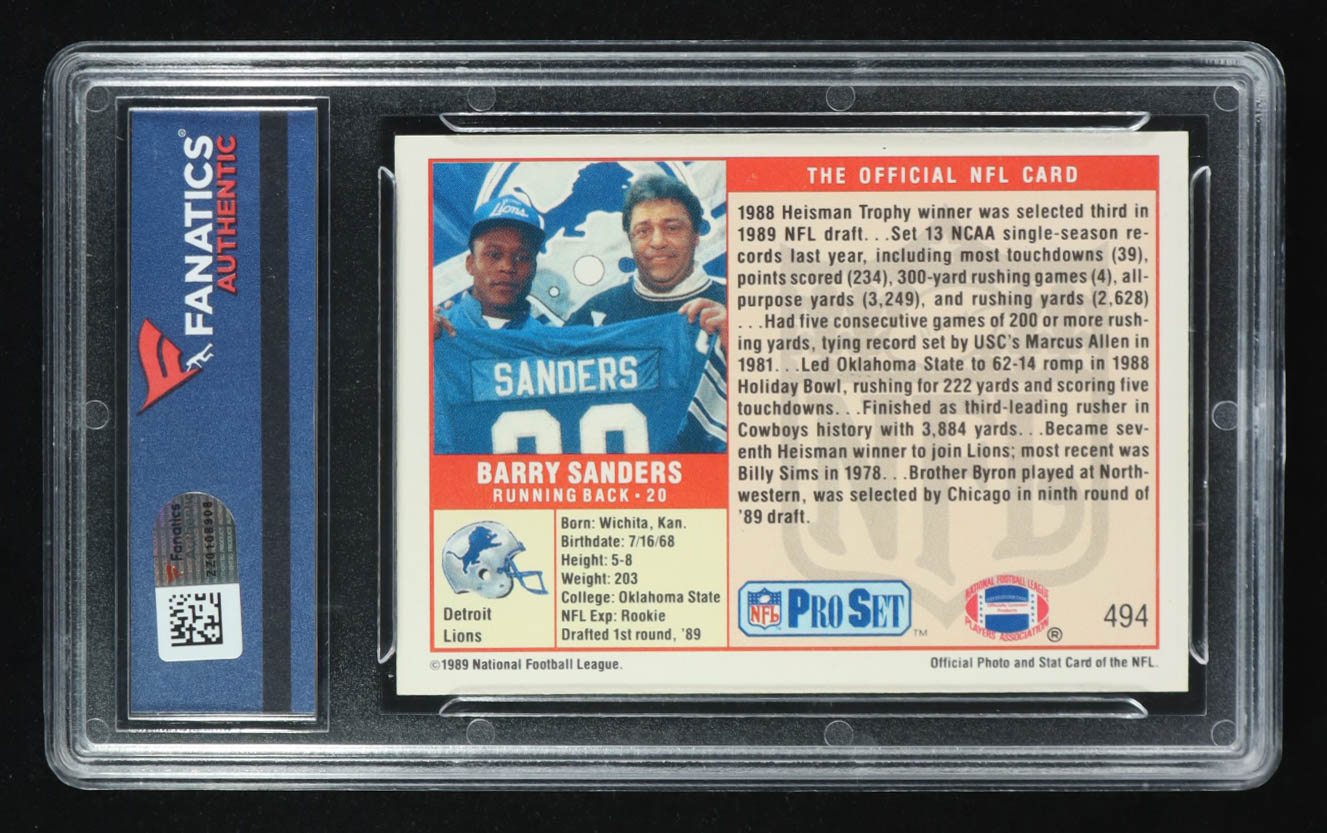 FANATICS®
AUTHENTIC
Fanatics
Lions
SANDERS
BARRY SANDERS
RUNNING BACK • 20
Detroit
Lions
Born: Wichita, Kan.
Birthdate: 7/16/68
Height: 5-8
Weight: 203
College: Oklahoma State
NFL Exp: Rookie
Drafted 1st round, '89
©1989 National Football League.
THE OFFICIAL NFL CARD
1988 Heisman Trophy winner was selected third in
1989 NFL draft. . .Set 13 NCAA single-season re-
cords last year, including most touchdowns (39),
points scored (234), 300-yard rushing games (4), all-
purpose yards (3,249), and rushing yards (2,628)
. . .Had five consecutive games of 200 or more rush-
ing yards, tying record set by USC's Marcus Allen in
1981. . .Led Oklahoma State to 62-14 romp in 1988
Holiday Bowl, rushing for 222 yards and scoring five
touchdowns. . .Finished as third-leading rusher in
Cowboys history with 3,884 yards. . .Became sev-
enth Heisman winner to join Lions; most recent was
Billy Sims in 1978. . .Brother Byron played at North-
western, was selected by Chicago in ninth round of
'89 draft.
NFL
NFL PRO SET ™
NATIONAL FOOTBALL LEAGUE
PLAYERS ASSOCIATION ®
494
Official Photo and Stat Card of the NFL.